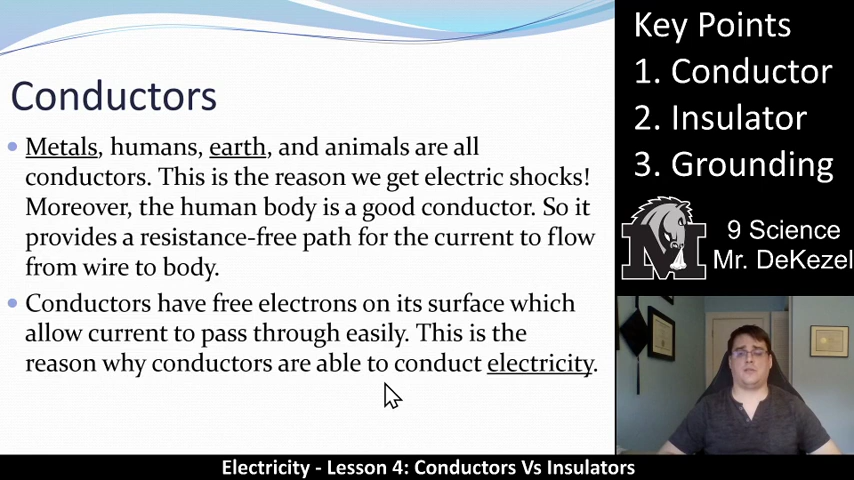 Conductors
• Metals, humans, earth, and animals are all
conductors. This is the reason we get electric shocks!
Moreover, the human body is a good conductor. So it
provides a resistance-free path for the current to flow
from wire to body.
• Conductors have free electrons on its surface which
allow current to pass through easily. This is the
reason why conductors are able to conduct electricity.
Key Points
1. Conductor
2. Insulator
3. Grounding
M
9 Science
Mr. DeKezel
Electricity - Lesson 4: Conductors Vs Insulators